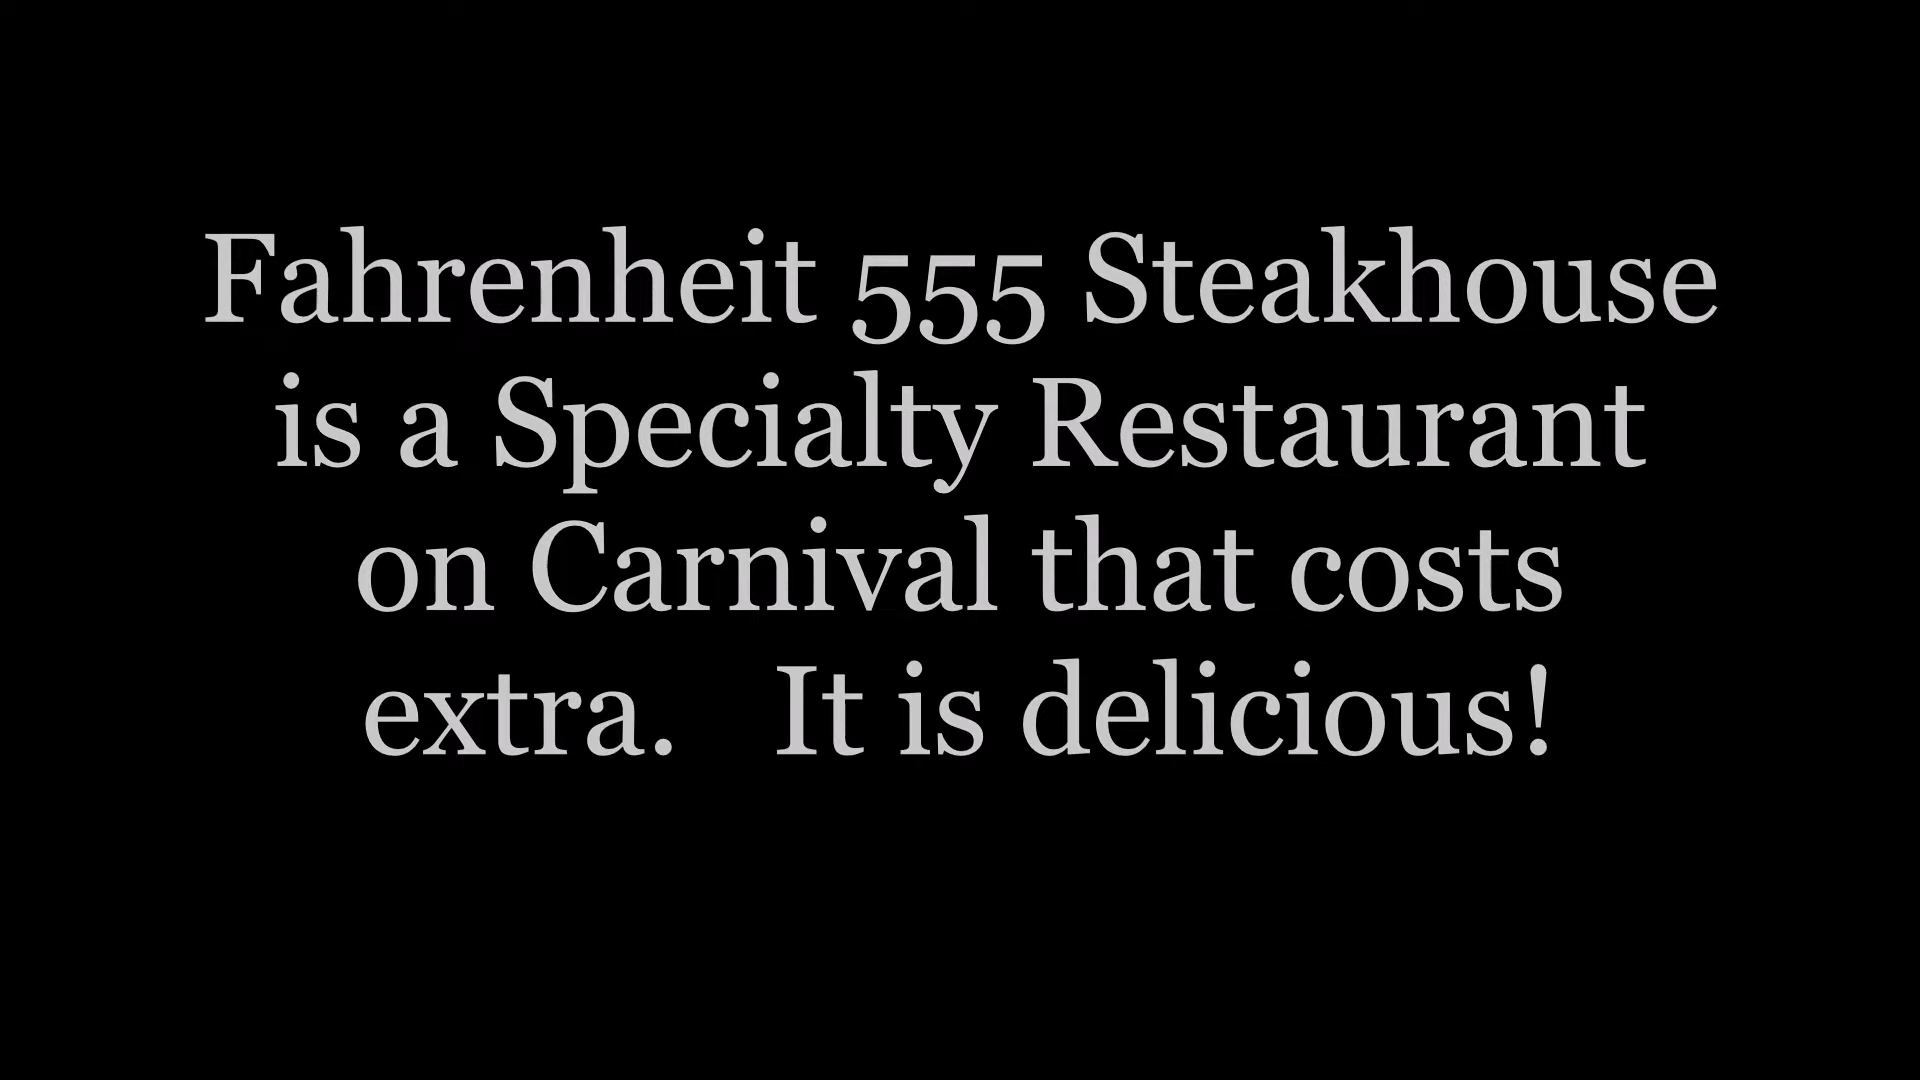 Fahrenheit 555 Steakhouse
is a Specialty Restaurant
on Carnival that costs
extra.   It is delicious!